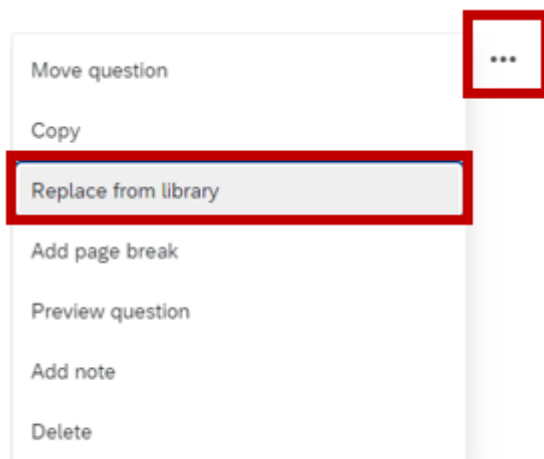 Move question
Copy
Replace from library
Add page break
Preview question
Add note
Delete